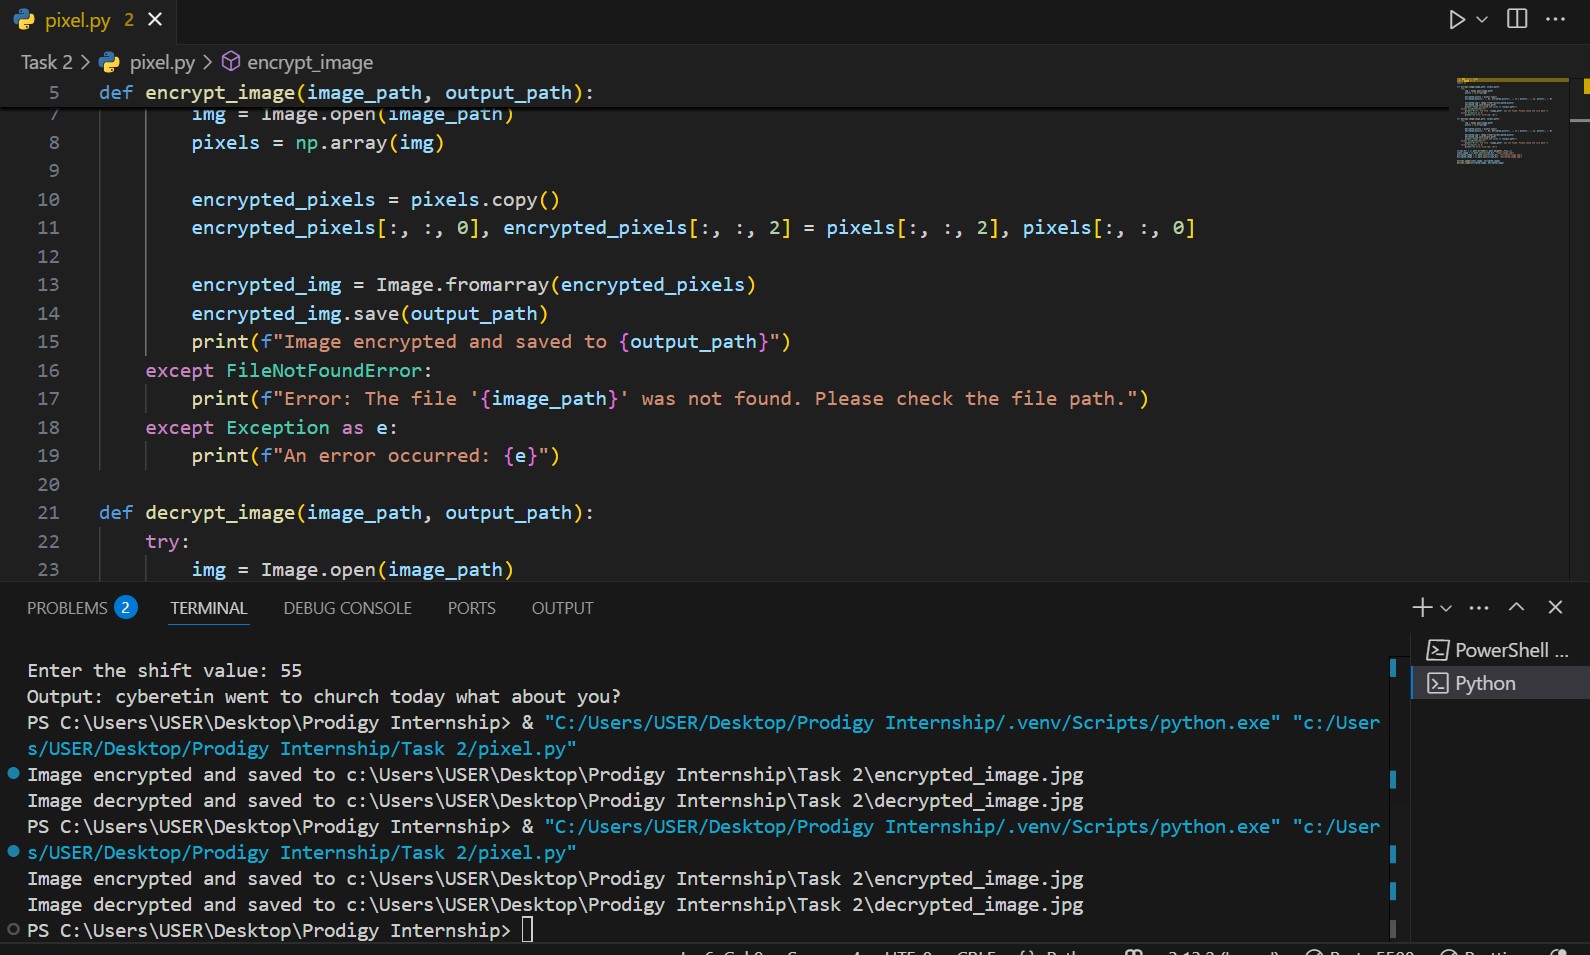 pixel.py 2
Task 2 > pixel.py > encrypt_image
5 def encrypt_image(image_path, output_path):
7 img = Image.open(image_path)
8 pixels = np.array(img)
9
10 encrypted_pixels = pixels.copy()
11 encrypted_pixels[:, :, 0], encrypted_pixels[:, :, 2] = pixels[:, :, 2], pixels[:, :, 0]
12
13 encrypted_img = Image.fromarray(encrypted_pixels)
14 encrypted_img.save(output_path)
15 print(f"Image encrypted and saved to {output_path}")
16 except FileNotFoundError:
17 print(f"Error: The file '{image_path}' was not found. Please check the file path.")
18 except Exception as e:
19 print(f"An error occurred: {e}")
20
21 def decrypt_image(image_path, output_path):
22 try:
23 img = Image.open(image_path)
PROBLEMS 2 TERMINAL DEBUG CONSOLE PORTS OUTPUT
PowerShell ...
Python
Enter the shift value: 55
Output: cyberetin went to church today what about you?
PS C:\Users\USER\Desktop\Prodigy Internship> & "C:/Users/USER/Desktop/Prodigy Internship/.venv/Scripts/python.exe" "c:/User
s/USER/Desktop/Prodigy Internship/Task 2/pixel.py"
Image encrypted and saved to c:\Users\USER\Desktop\Prodigy Internship\Task 2\encrypted_image.jpg
Image decrypted and saved to c:\Users\USER\Desktop\Prodigy Internship\Task 2\decrypted_image.jpg
PS C:\Users\USER\Desktop\Prodigy Internship> & "C:/Users/USER/Desktop/Prodigy Internship/.venv/Scripts/python.exe" "c:/User
s/USER/Desktop/Prodigy Internship/Task 2/pixel.py"
Image encrypted and saved to c:\Users\USER\Desktop\Prodigy Internship\Task 2\encrypted_image.jpg
Image decrypted and saved to c:\Users\USER\Desktop\Prodigy Internship\Task 2\decrypted_image.jpg
PS C:\Users\USER\Desktop\Prodigy Internship>